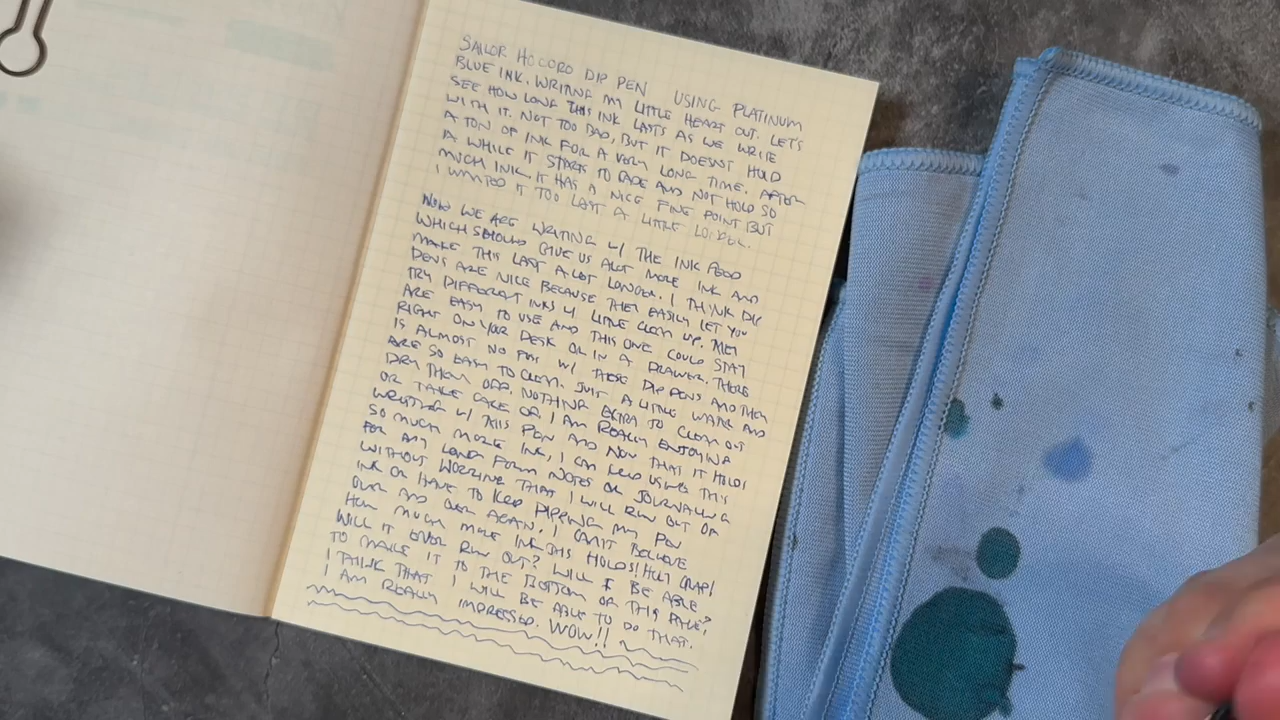 SAILOR HOCORO DIP PEN USING PLATINUM
BLUE INK. WRITING MY LITTLE HEART OUT. LET'S
SEE HOW LONG THIS INK LASTS AS WE WRITE
WITH IT. NOT TOO BAD, BUT IT DOESN'T HOLD
A TON OF INK FOR A VERY LONG TIME. AFTER
A WHILE IT STARTS TO FADE AND NOT HOLD SO
MUCH INK. IT HAS A NICE FINE POINT BUT
I WANTED IT TOO LAST A LITTLE LONGER.
NOW WE ARE WRITING W/ THE INK FEED
WHICH SHOULD GIVE US ALOT MORE INK AND
MAKE THIS LAST A LOT LONGER. I THINK DIP
PENS ARE NICE BECAUSE THEY EASILY LET YOU
TRY DIFFERENT INKS W/ LITTLE CLEAN UP. THEY
ARE EASY TO USE AND THIS ONE COULD STAY
RIGHT ON YOUR DESK OR IN A DRAWER. THERE
IS ALMOST NO FUSS W/ THESE DIP PENS AND THEY
ARE SO EASY TO CLEAN. JUST A LITTLE WATER AND
DRY THEM OFF. NOTHING EXTRA TO CLEAN OUT
OR TAKE CARE OF. I AM REALLY ENJOYING
WRITING W/ THIS PEN AND NOW THAT IT HOLDS
SO MUCH MORE INK, I CAN KEEP USING THIS
FOR ANY LONG FORM NOTES OR JOURNALING
WITHOUT WORRYING THAT I WILL RUN OUT OF
INK OR HAVE TO KEEP DIPPING MY PEN
OVER AND OVER AGAIN. I CAN'T BELIEVE
HOW MUCH MORE INK THIS HOLDS! HOLY CRAP!
WILL IT EVER RUN OUT? WILL I BE ABLE
TO MAKE IT TO THE BOTTOM OF THIS PAGE?
I THINK THAT I WILL BE ABLE TO DO THAT.
I AM REALLY IMPRESSED. WOW!!